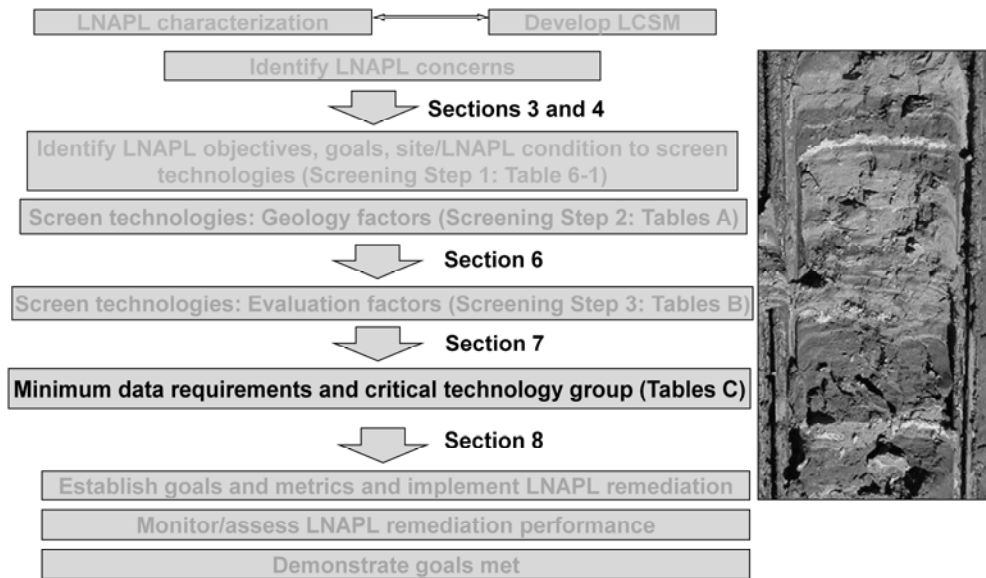 LNAPL characterization
Develop LCSM
Identify LNAPL concerns
Sections 3 and 4
Identify LNAPL objectives, goals, site/LNAPL condition to screen
technologies (Screening Step 1: Table 6-1)
Screen technologies: Geology factors (Screening Step 2: Tables A)
Section 6
Screen technologies: Evaluation factors (Screening Step 3: Tables B)
Section 7
Minimum data requirements and critical technology group (Tables C)
Section 8
Establish goals and metrics and implement LNAPL remediation
Monitor/assess LNAPL remediation performance
Demonstrate goals met